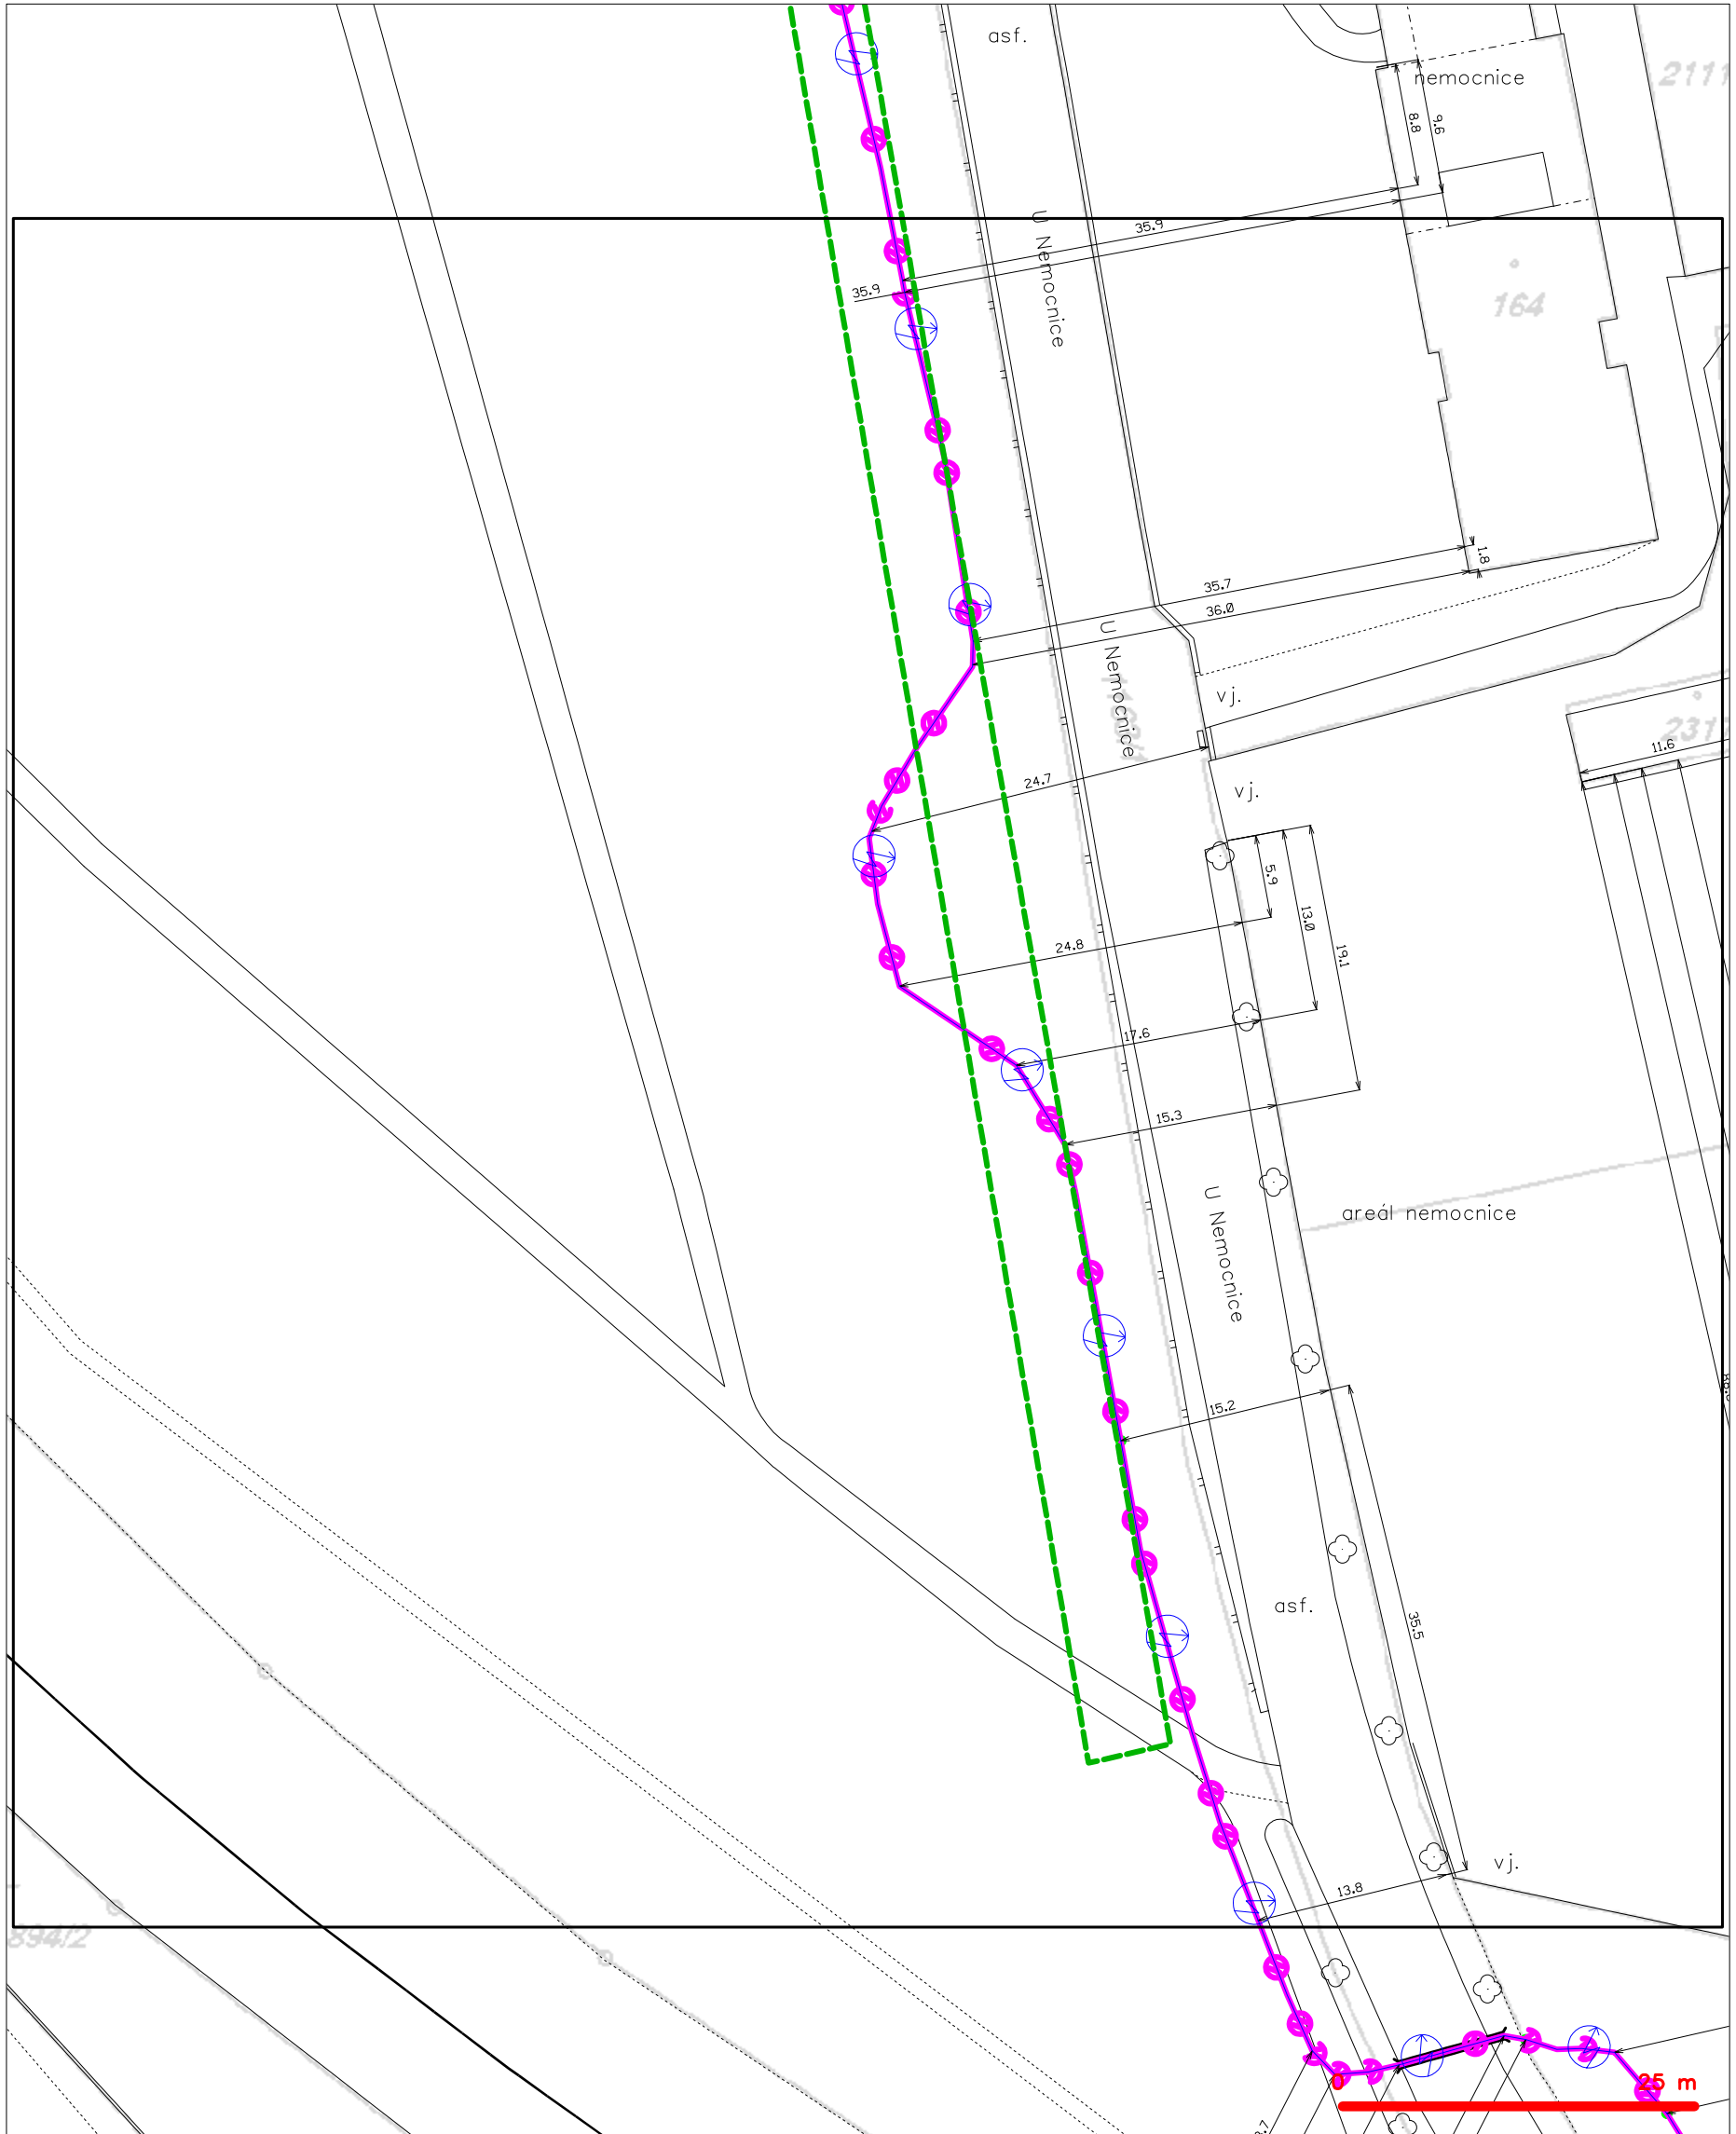 asf.
nemocnice
2111
8.8
9.6
35.9
U Nemocnice
35.9
164
1.8
35.7
36.0
U Nemocnice
vj.
2317
11.6
24.7
vj.
5.9
13.0
19.1
24.8
17.6
15.3
U Nemocnice
areál nemocnice
15.2
35.5
asf.
vj.
13.8
894/2
0
25 m